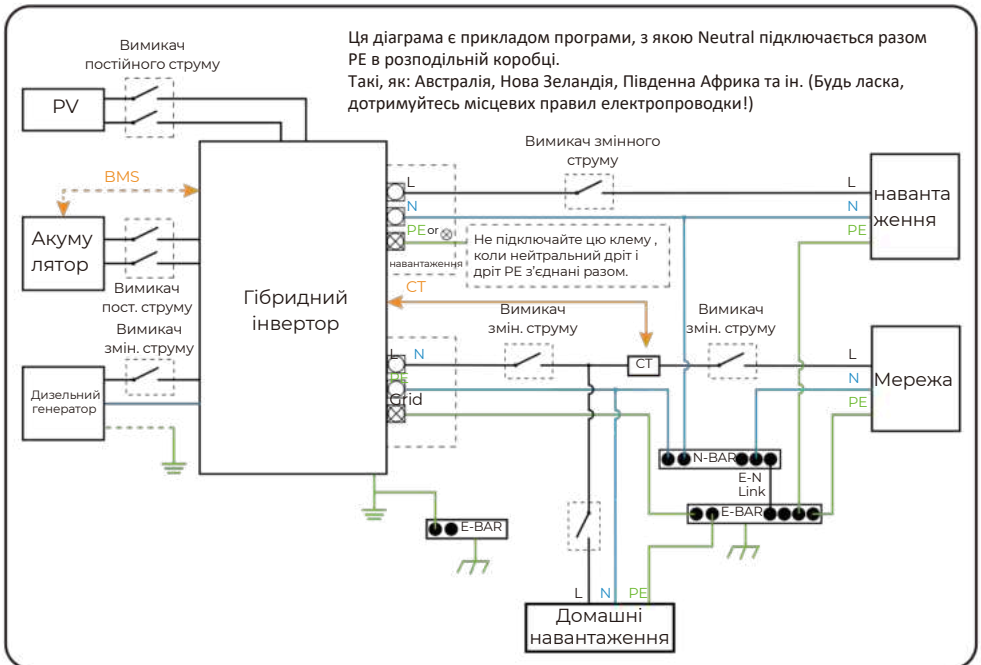 Ця діаграма є прикладом програми, з якою Neutral підключається разом
PE в розподільній коробці.
Такі, як: Австралія, Нова Зеландія, Південна Африка та ін. (Будь ласка,
дотримуйтесь місцевих правил електропроводки!)
Вимикач
постійного струму
PV
BMS
Акуму
лятор
Вимикач
пост. струму
Вимикач
змін. струму
Дизельний
генератор
Гібридний
інвертор
L
N
PE or
навантаження
Не підключайте цю клему ,
коли нейтральний дріт і
дріт PE з’єднані разом.
Вимикач змінного
струму
L
N
PE
наванта
ження
CT
Вимикач
змін. струму
CT
Вимикач
змін. струму
L N
PE
Grid
L
N
PE
Мережа
N-BAR
E-N
Link
E-BAR
E-BAR
L N PE
Домашні
навантаження